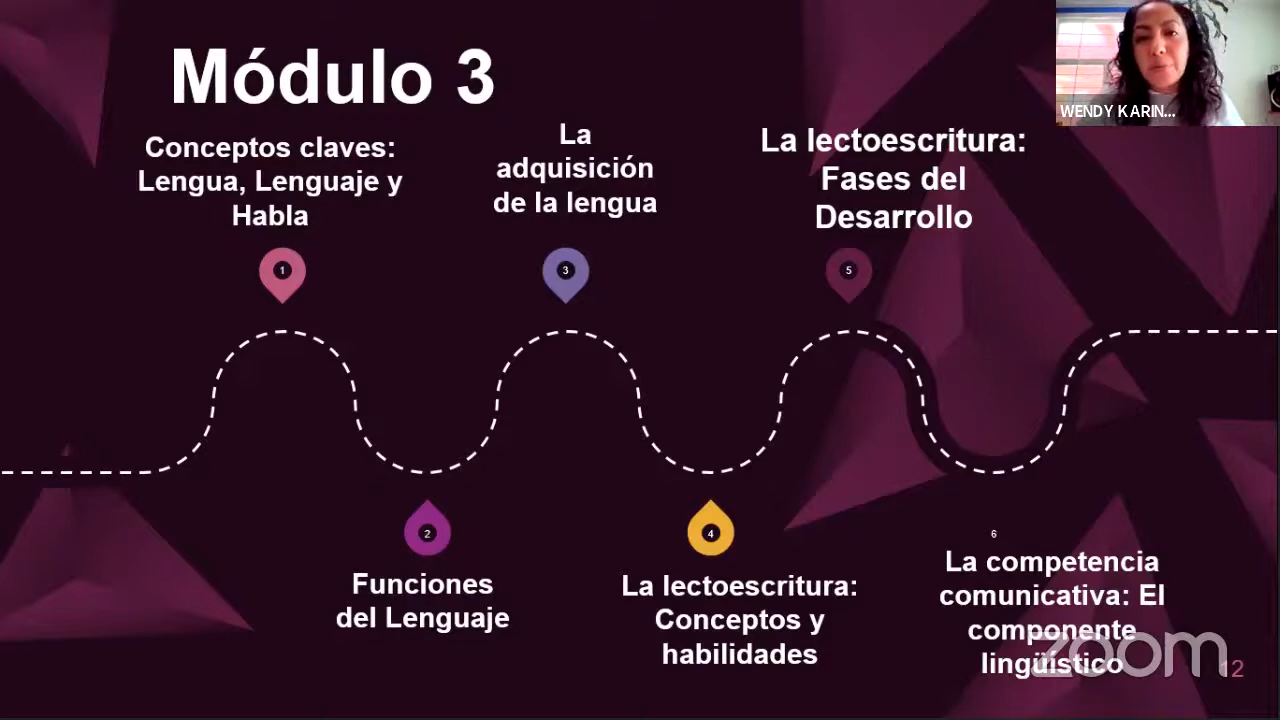 Módulo 3
WENDY KARIN...
Conceptos claves:
Lengua, Lenguaje y
Habla
1
La
adquisición
de la lengua
3
La lectoescritura:
Fases del
Desarrollo
5
2
Funciones
del Lenguaje
4
La lectoescritura:
Conceptos y
habilidades
6
La competencia
comunicativa: El
componente
lingüístico
zoom
12